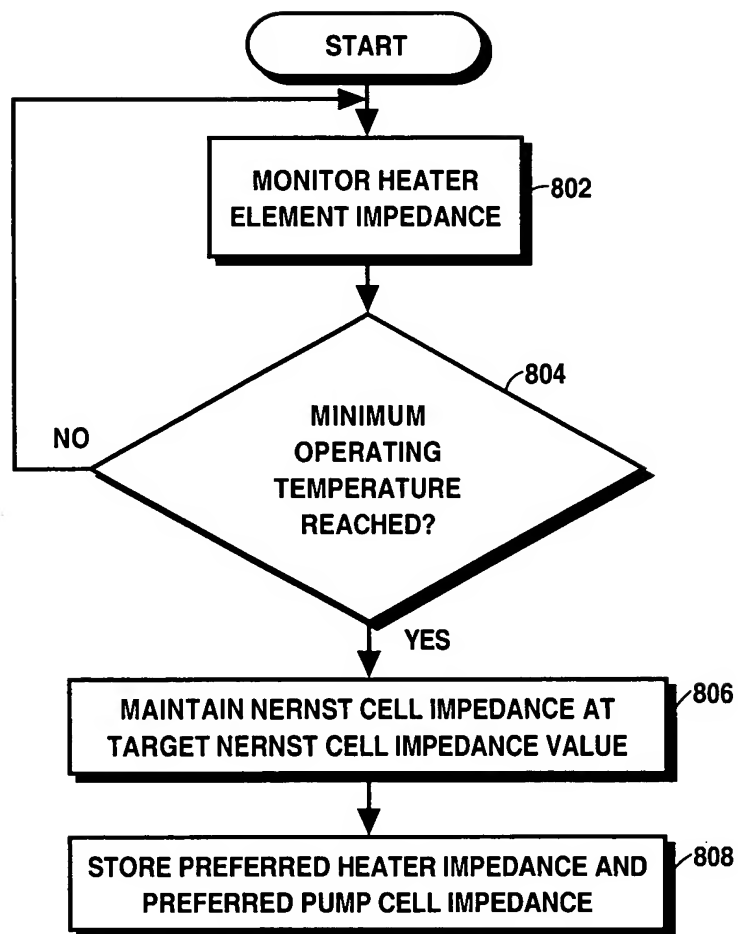 START
MONITOR HEATER
ELEMENT IMPEDANCE
802
804
MINIMUM
OPERATING
TEMPERATURE
REACHED?
NO
YES
MAINTAIN NERNST CELL IMPEDANCE AT
TARGET NERNST CELL IMPEDANCE VALUE
806
STORE PREFERRED HEATER IMPEDANCE AND
PREFERRED PUMP CELL IMPEDANCE
808